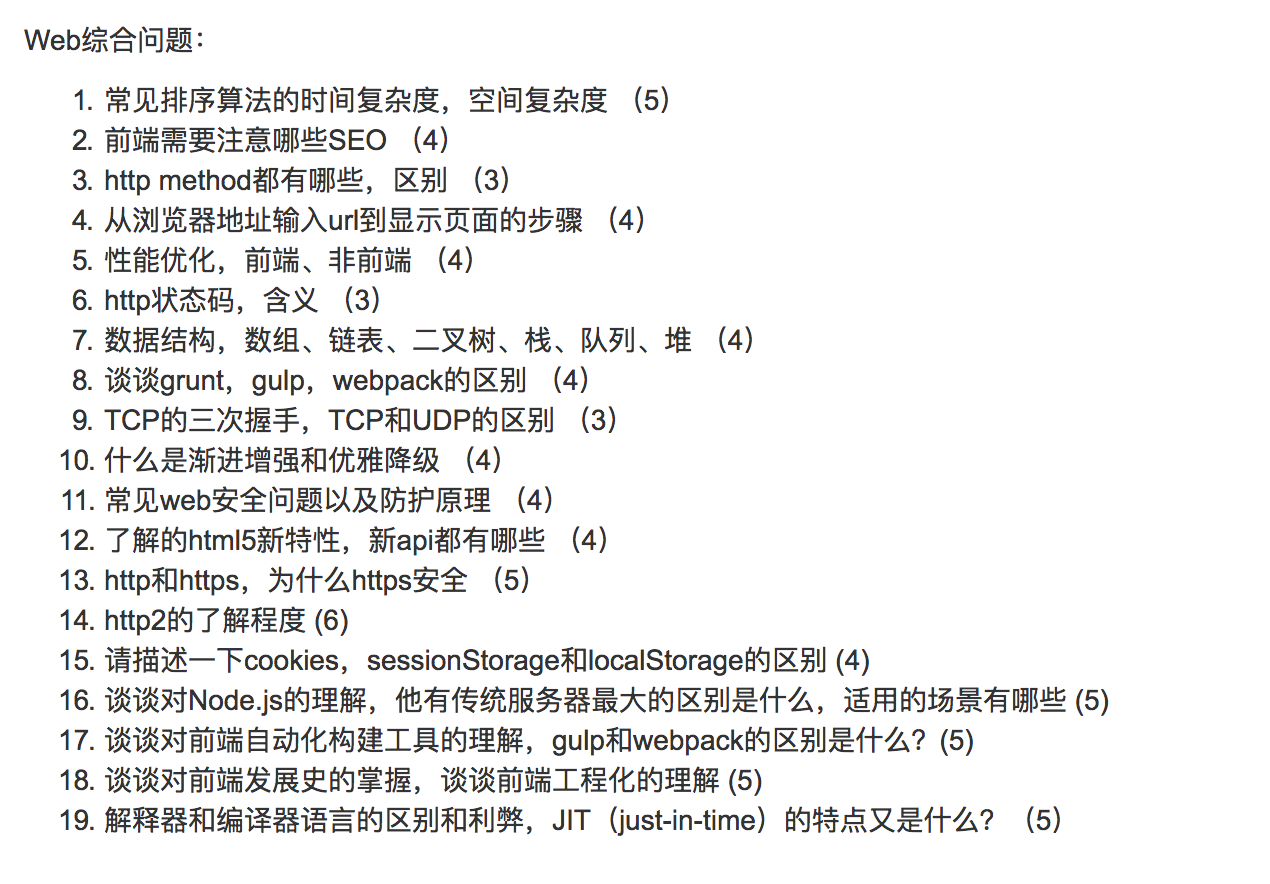 Web综合问题：
1. 常见排序算法的时间复杂度，空间复杂度 （5）
2. 前端需要注意哪些SEO （4）
3. http method都有哪些，区别 （3）
4. 从浏览器地址输入url到显示页面的步骤 （4）
5. 性能优化，前端、非前端 （4）
6. http状态码，含义 （3）
7. 数据结构，数组、链表、二叉树、栈、队列、堆 （4）
8. 谈谈grunt，gulp，webpack的区别 （4）
9. TCP的三次握手，TCP和UDP的区别 （3）
10. 什么是渐进增强和优雅降级 （4）
11. 常见web安全问题以及防护原理 （4）
12. 了解的html5新特性，新api都有哪些 （4）
13. http和https，为什么https安全 （5）
14. http2的了解程度 (6)
15. 请描述一下cookies，sessionStorage和localStorage的区别 (4)
16. 谈谈对Node.js的理解，他有传统服务器最大的区别是什么，适用的场景有哪些 (5)
17. 谈谈对前端自动化构建工具的理解，gulp和webpack的区别是什么？(5)
18. 谈谈对前端发展史的掌握，谈谈前端工程化的理解 (5)
19. 解释器和编译器语言的区别和利弊，JIT（just-in-time）的特点又是什么？ （5）